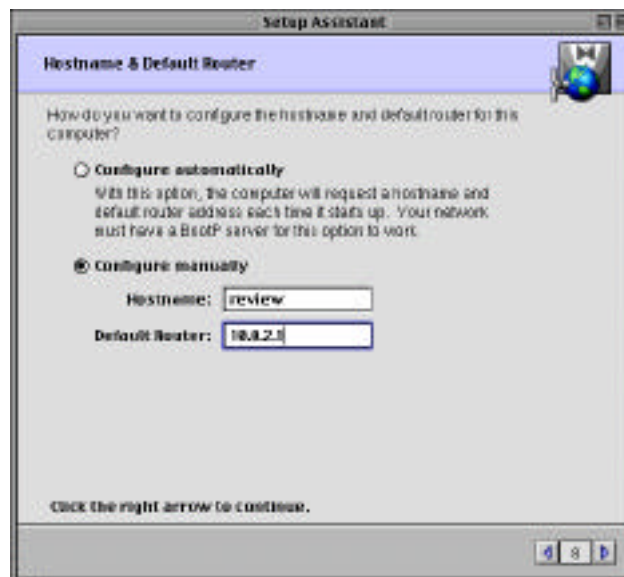 Setup Assistant
Hostname & Default Router
How do you want to configure the hostname and default router for this
computer?
Configure automatically
With this option, the computer will request a hostname and
default router address each time it starts up. Your network
must have a BootP server for this option to work.
Configure manually
Hostname: review
Default Router: 10.0.2.1
Click the right arrow to continue.
8